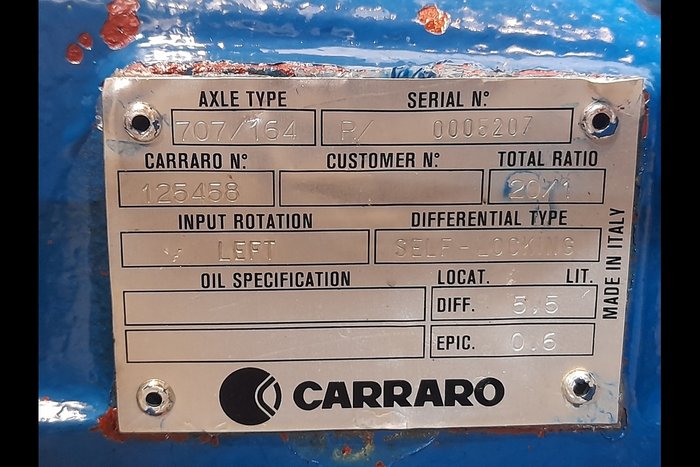 AXLE TYPE SERIAL N°
707/164 R/ 0005207
CARRARO N° CUSTOMER N° TOTAL RATIO
125458 20/1
INPUT ROTATION DIFFERENTIAL TYPE
LEFT SELF-LOCKING
OIL SPECIFICATION LOCAT. LIT.
DIFF. 5,5
EPIC. 0.6
MADE IN ITALY
CARRARO